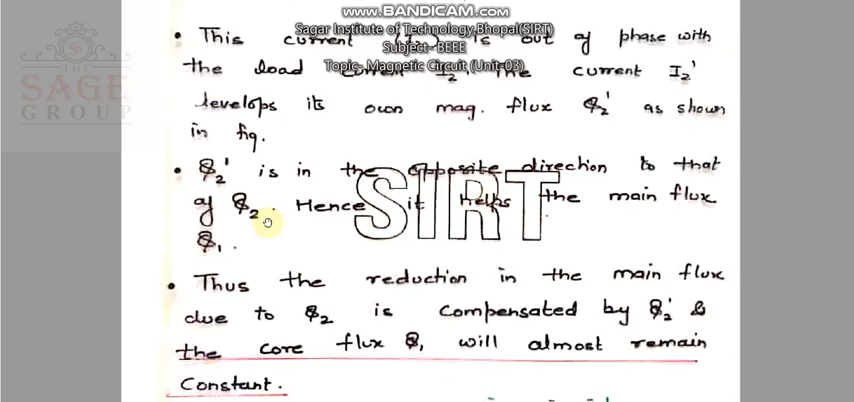 www.BANDICAM.com
Sagar Institute of Technology,Bhopal(SIRT)
Subject- BEEE
Topic- Magnetic Circuit (Unit-03)
THE
SAGE
GROUP
• This current (I2') is out of phase with
the load current I2 The current I2'
develops its own mag. flux Φ2' as shown
in fig.
• Φ2' is in the opposite direction to that
of Φ2. Hence it helps the main flux
Φ1.
SIRT
• Thus the reduction in the main flux
due to Φ2 is compensated by Φ2' &
the core flux Φ1 will almost remain
Constant.